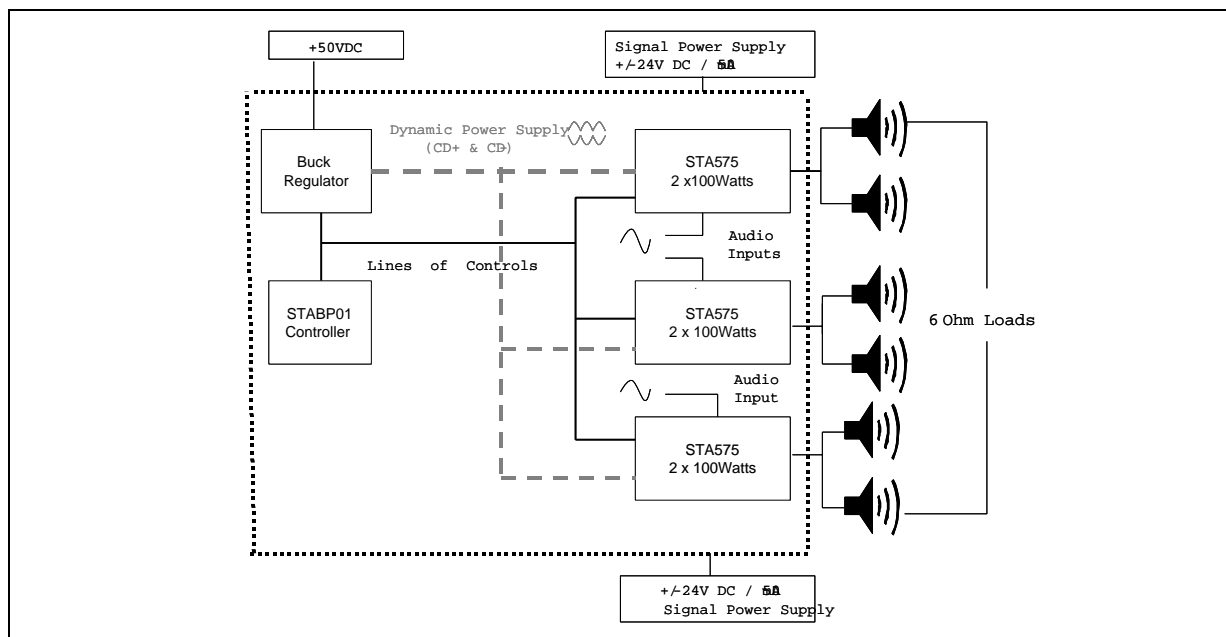 +50VDC
Signal Power Supply
+/-24V DC /
Dynamic Power Supply
(CD+ & CD-)
Buck
Regulator
STA575
2 x100Watts
Audio
Inputs
Lines of Controls
STABP01
Controller
STA575
2 x 100Watts
6 Ohm Loads
Audio
Input
STA575
2 x 100Watts
+/-24V DC /
Signal Power Supply